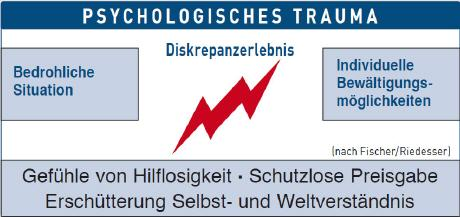 PSYCHOLOGISCHES TRAUMA
Diskrepanzerlebnis
Bedrohliche
Situation
Individuelle
Bewältigungs-
möglichkeiten
(nach Fischer/Riedesser)
Gefühle von Hilflosigkeit · Schutzlose Preisgabe
Erschütterung Selbst- und Weltverständnis